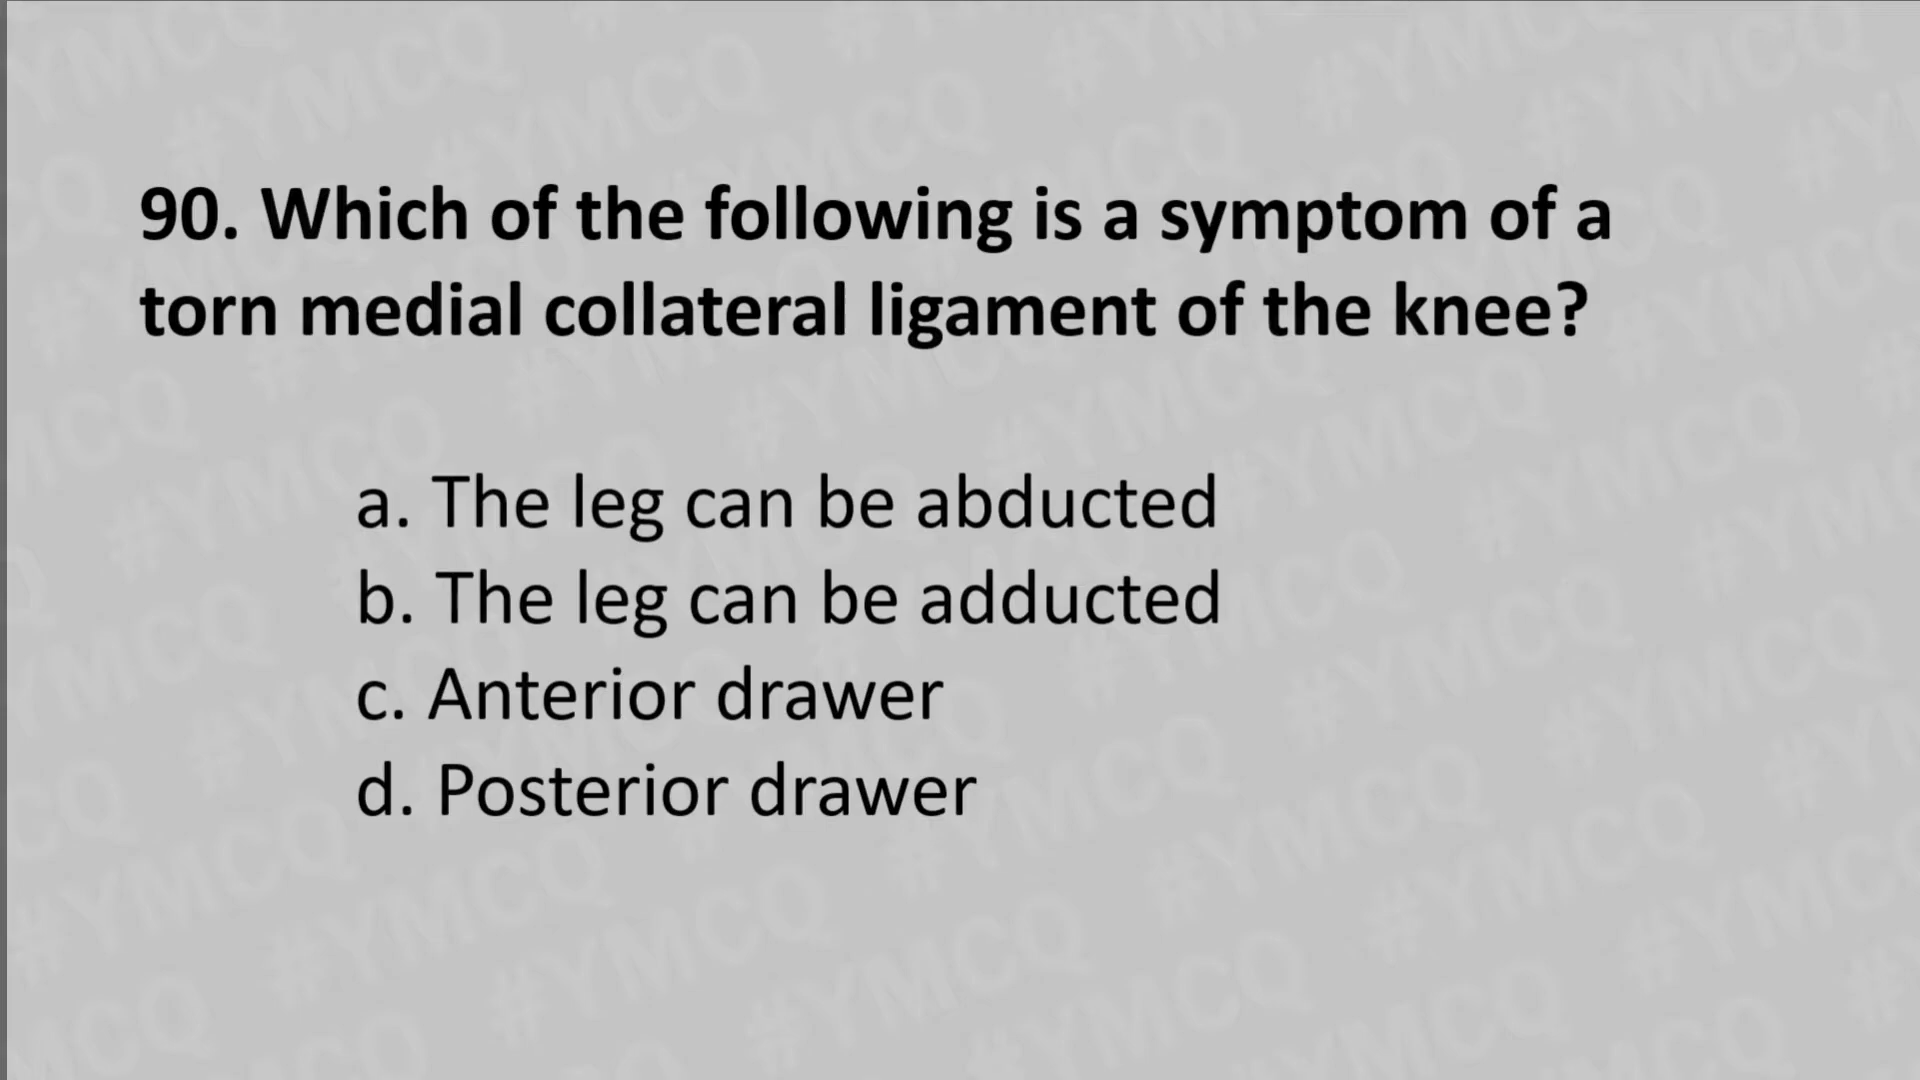 90. Which of the following is a symptom of a
torn medial collateral ligament of the knee?
a. The leg can be abducted
b. The leg can be adducted
c. Anterior drawer
d. Posterior drawer
#YMCQ